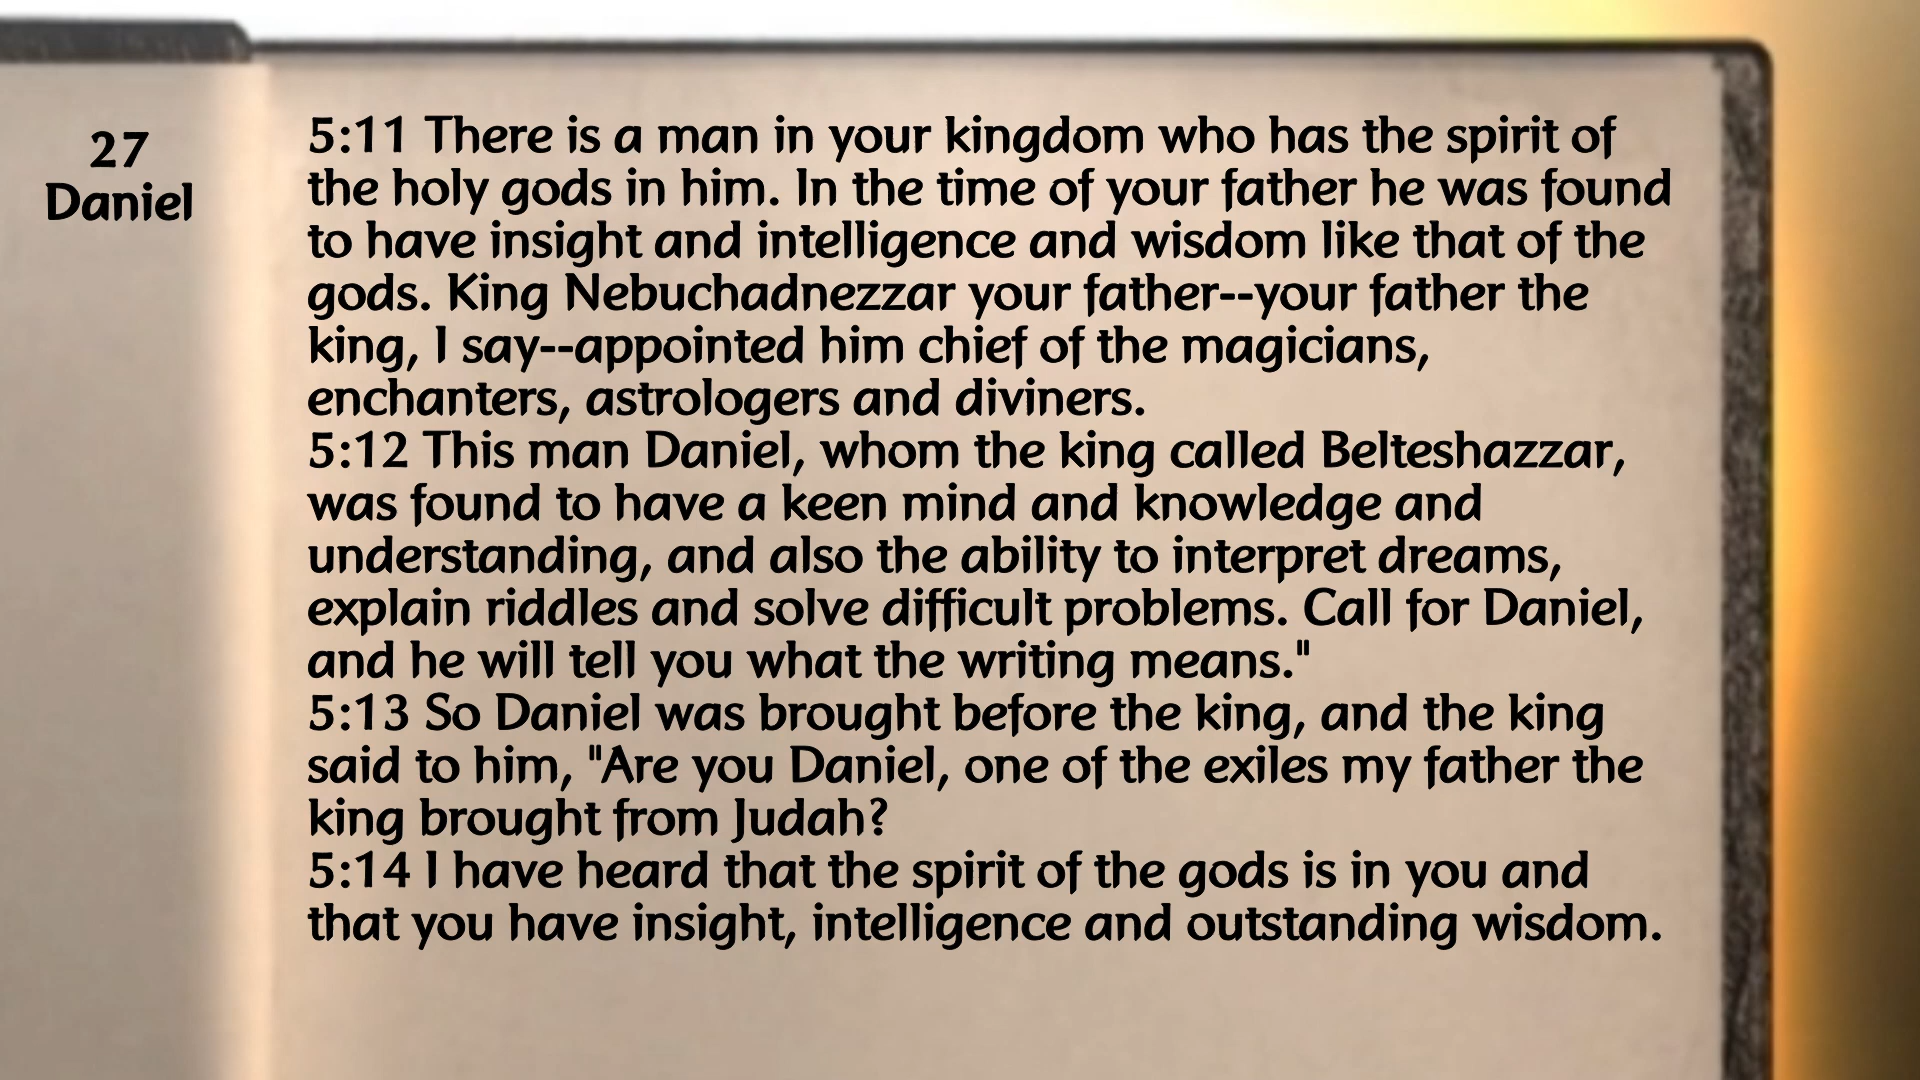 27
Daniel
5:11 There is a man in your kingdom who has the spirit of
the holy gods in him. In the time of your father he was found
to have insight and intelligence and wisdom like that of the
gods. King Nebuchadnezzar your father--your father the
king, I say--appointed him chief of the magicians,
enchanters, astrologers and diviners.
5:12 This man Daniel, whom the king called Belteshazzar,
was found to have a keen mind and knowledge and
understanding, and also the ability to interpret dreams,
explain riddles and solve difficult problems. Call for Daniel,
and he will tell you what the writing means."
5:13 So Daniel was brought before the king, and the king
said to him, "Are you Daniel, one of the exiles my father the
king brought from Judah?
5:14 I have heard that the spirit of the gods is in you and
that you have insight, intelligence and outstanding wisdom.